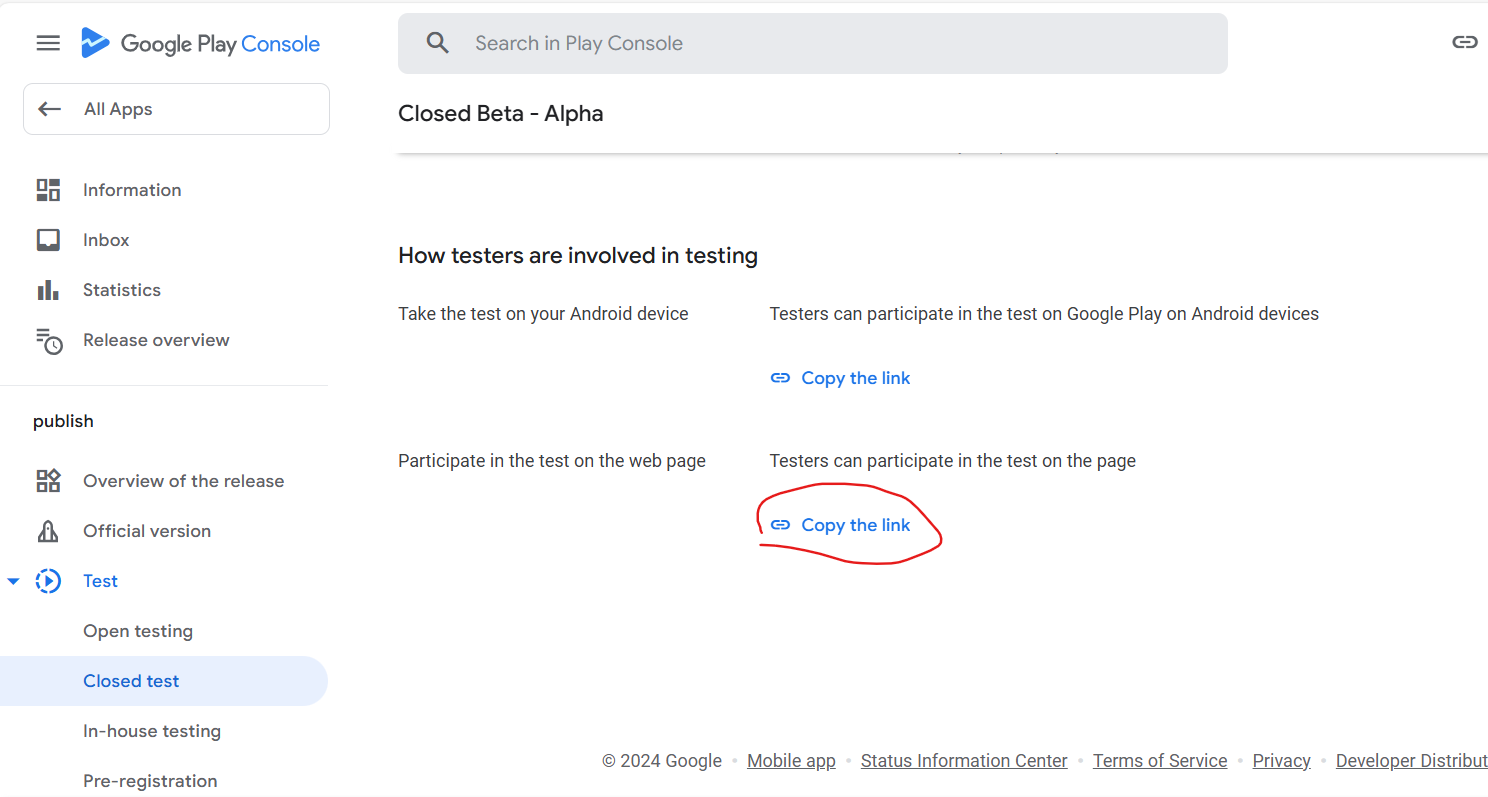 Google Play Console
Search in Play Console
All Apps
Closed Beta - Alpha
Information
Inbox
Statistics
Release overview
publish
Overview of the release
Official version
Test
Open testing
Closed test
In-house testing
Pre-registration
How testers are involved in testing
Take the test on your Android device
Testers can participate in the test on Google Play on Android devices
Copy the link
Participate in the test on the web page
Testers can participate in the test on the page
Copy the link
© 2024 Google • Mobile app • Status Information Center • Terms of Service • Privacy • Developer Distribut